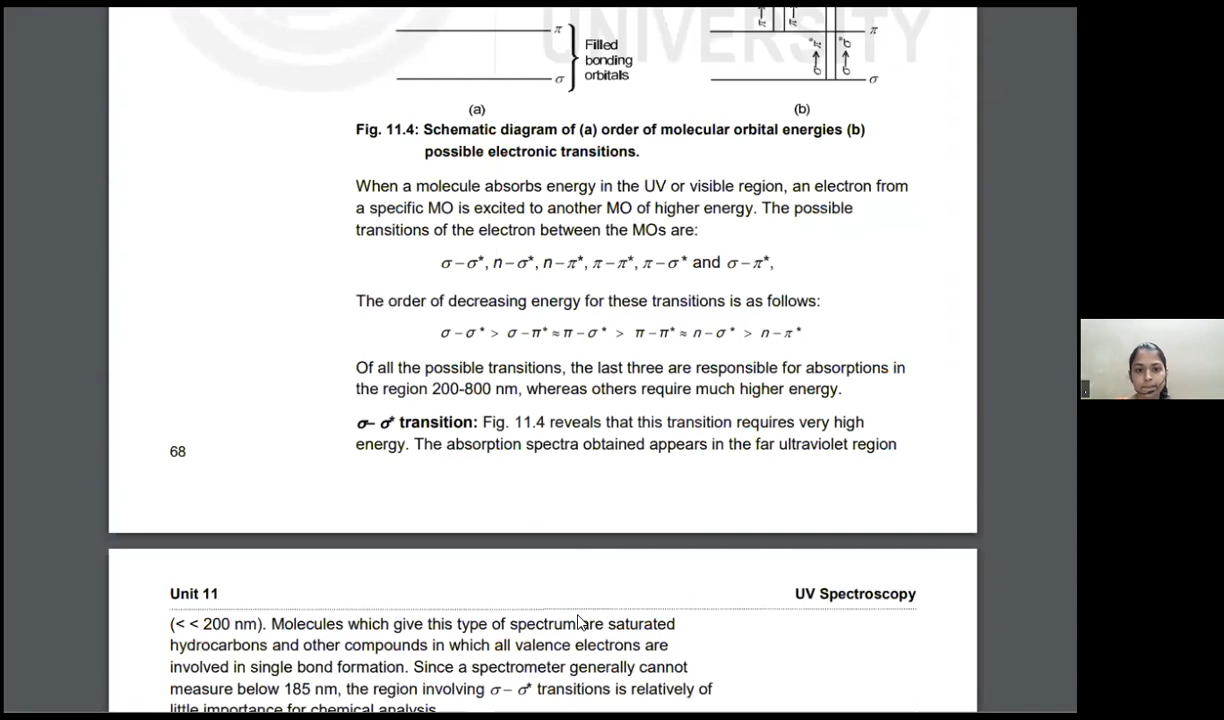 UNIVERSITY
π
Filled
bonding
orbitals
σ
π
σ
(a)
(b)
Fig. 11.4: Schematic diagram of (a) order of molecular orbital energies (b)
possible electronic transitions.
When a molecule absorbs energy in the UV or visible region, an electron from
a specific MO is excited to another MO of higher energy. The possible
transitions of the electron between the MOs are:
σ – σ*, n – σ*, n – π*, π – π*, π – σ* and σ – π*,
The order of decreasing energy for these transitions is as follows:
σ – σ* > σ – π* ≈ π – σ* > π – π* ≈ n – σ* > n – π*
Of all the possible transitions, the last three are responsible for absorptions in
the region 200-800 nm, whereas others require much higher energy.
σ– σ* transition: Fig. 11.4 reveals that this transition requires very high
energy. The absorption spectra obtained appears in the far ultraviolet region
68
Unit 11
UV Spectroscopy
(< < 200 nm). Molecules which give this type of spectrum are saturated
hydrocarbons and other compounds in which all valence electrons are
involved in single bond formation. Since a spectrometer generally cannot
measure below 185 nm, the region involving σ – σ* transitions is relatively of
little importance for chemical analysis.